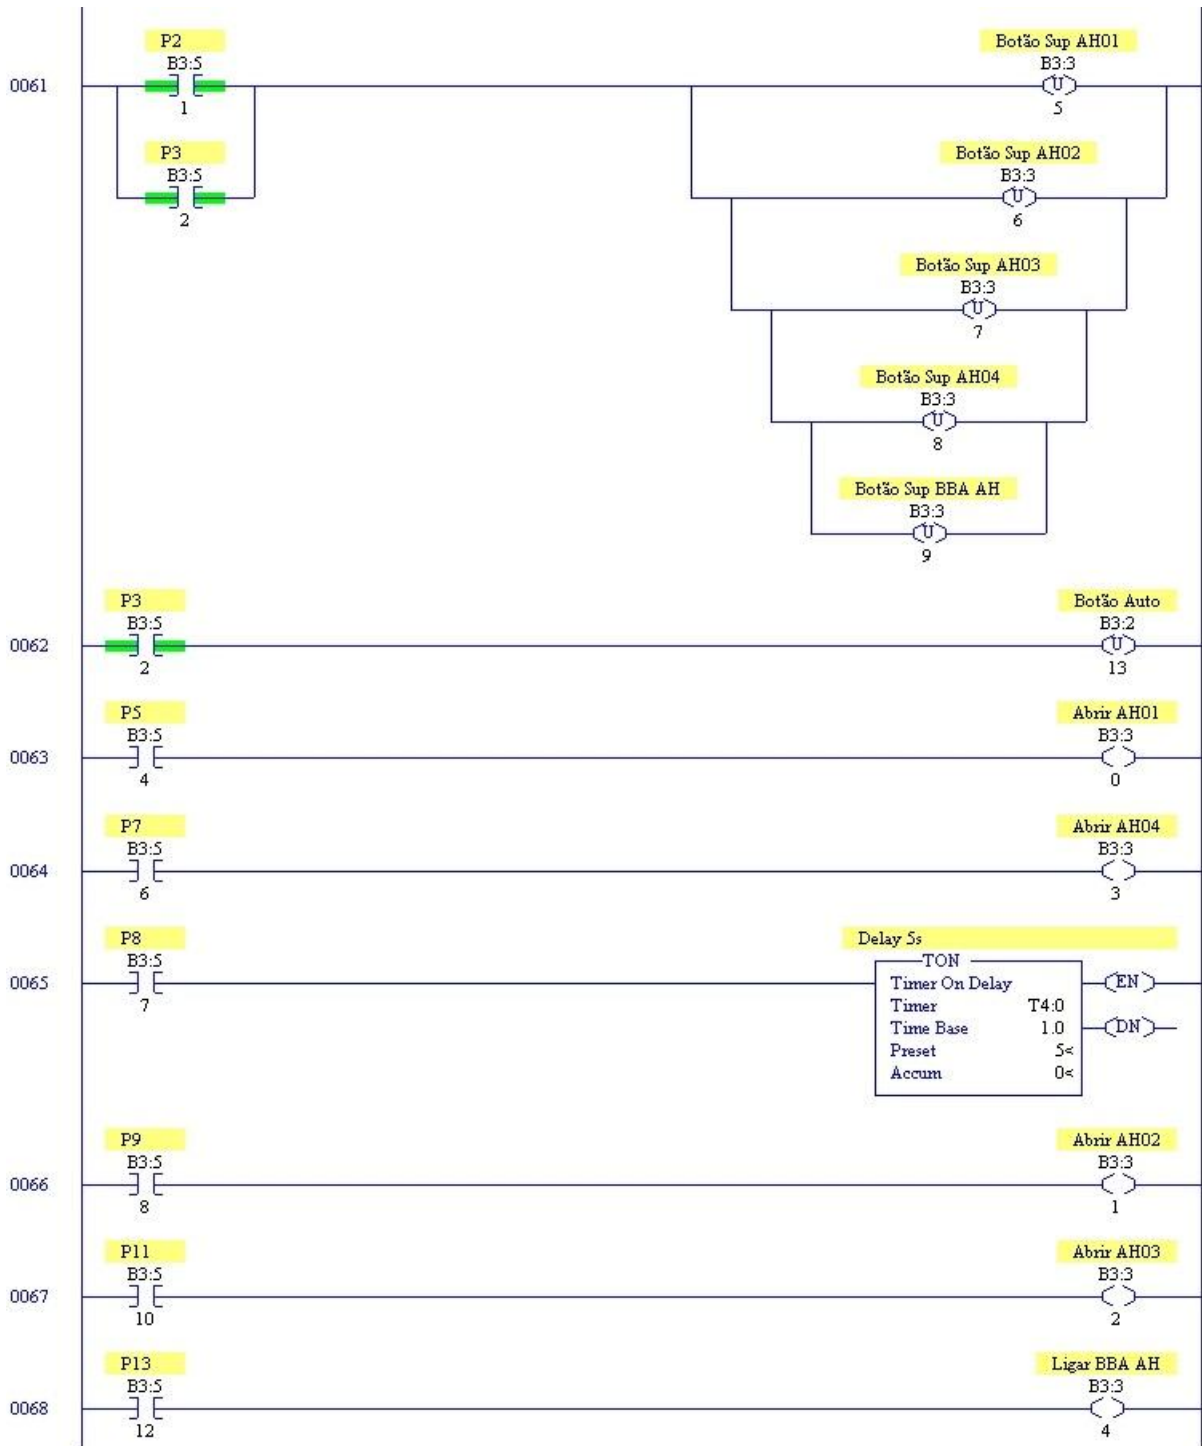 P2
B3:5
Botão Sup AH01
B3:3
0061
U
1
5
P3
B3:5
2
Botão Sup AH02
B3:3
U
6
Botão Sup AH03
B3:3
U
7
Botão Sup AH04
B3:3
U
8
Botão Sup BBA AH
B3:3
U
9
P3
B3:5
Botão Auto
B3:2
0062
U
2
13
P5
B3:5
Abrir AH01
B3:3
0063
4
0
P7
B3:5
Abrir AH04
B3:3
0064
6
3
P8
B3:5
0065
7
Delay 5s
TON
Timer On Delay
EN
Timer T4:0
Time Base 1.0
DN
Preset 5<
Accum 0<
P9
B3:5
Abrir AH02
B3:3
0066
8
1
P11
B3:5
Abrir AH03
B3:3
0067
10
2
P13
B3:5
Ligar BBA AH
B3:3
0068
12
4